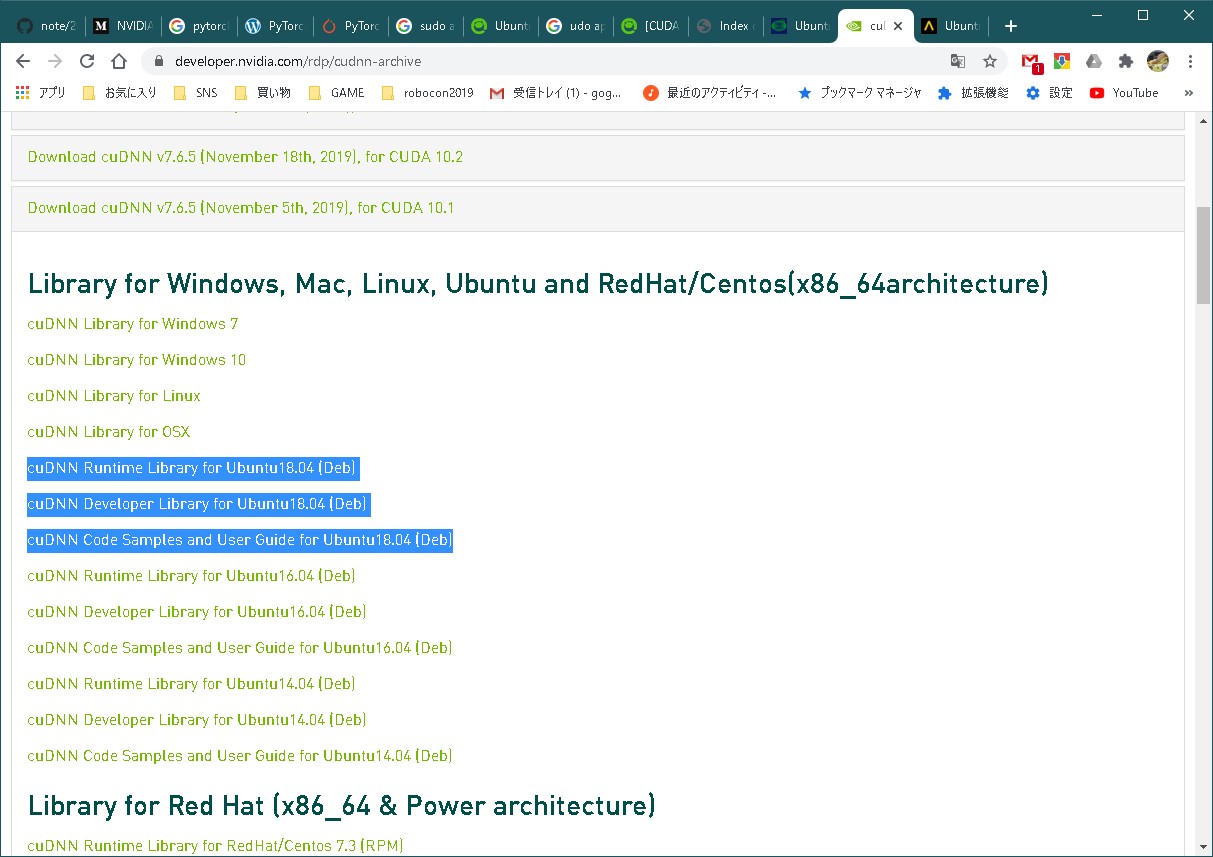 note/2
NVIDIA
pytorc
PyTorc
PyTorc
sudo a
Ubunt
udo ap
[CUDA
Index
Ubunt
cul
Ubunt
developer.nvidia.com/rdp/cudnn-archive
1
アプリ
お気に入り
SNS
買い物
GAME
robocon2019
受信トレイ (1) - gog...
最近のアクティビティ -...
ブックマーク マネージャ
拡張機能
設定
YouTube
»
Download cuDNN v7.6.5 (November 18th, 2019), for CUDA 10.2
Download cuDNN v7.6.5 (November 5th, 2019), for CUDA 10.1
Library for Windows, Mac, Linux, Ubuntu and RedHat/Centos(x86_64architecture)
cuDNN Library for Windows 7
cuDNN Library for Windows 10
cuDNN Library for Linux
cuDNN Library for OSX
cuDNN Runtime Library for Ubuntu18.04 (Deb)
cuDNN Developer Library for Ubuntu18.04 (Deb)
cuDNN Code Samples and User Guide for Ubuntu18.04 (Deb)
cuDNN Runtime Library for Ubuntu16.04 (Deb)
cuDNN Developer Library for Ubuntu16.04 (Deb)
cuDNN Code Samples and User Guide for Ubuntu16.04 (Deb)
cuDNN Runtime Library for Ubuntu14.04 (Deb)
cuDNN Developer Library for Ubuntu14.04 (Deb)
cuDNN Code Samples and User Guide for Ubuntu14.04 (Deb)
Library for Red Hat (x86_64 & Power architecture)
cuDNN Runtime Library for RedHat/Centos 7.3 (RPM)